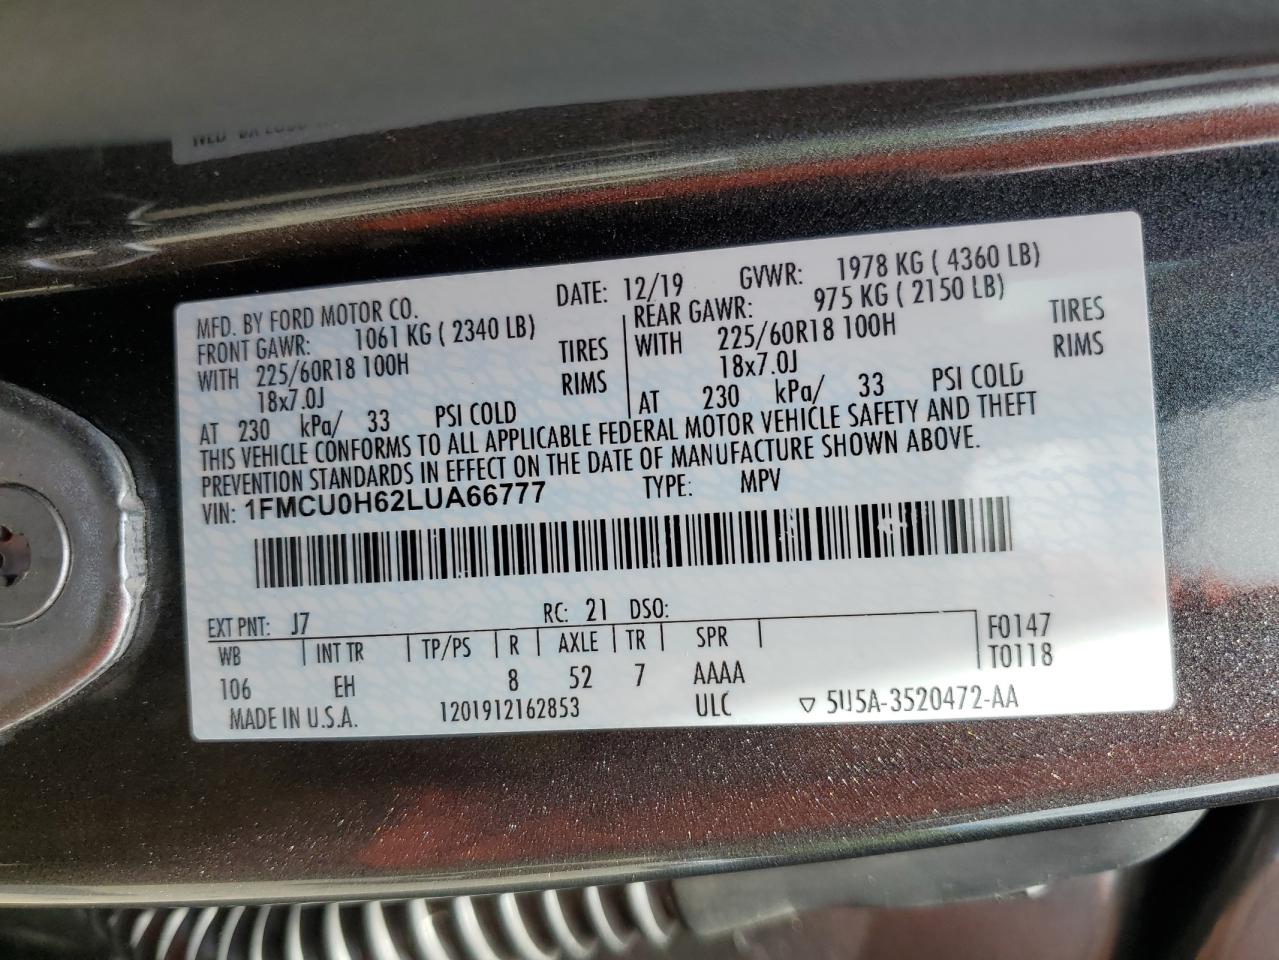 MFD. BY FORD MOTOR CO. DATE: 12/19 GVWR: 1978 KG ( 4360 LB)
FRONT GAWR: 1061 KG ( 2340 LB) REAR GAWR: 975 KG ( 2150 LB)
WITH 225/60R18 100H TIRES WITH 225/60R18 100H TIRES
18x7.0J RIMS 18x7.0J RIMS
AT 230 kPa/ 33 PSI COLD AT 230 kPa/ 33 PSI COLD
THIS VEHICLE CONFORMS TO ALL APPLICABLE FEDERAL MOTOR VEHICLE SAFETY AND THEFT
PREVENTION STANDARDS IN EFFECT ON THE DATE OF MANUFACTURE SHOWN ABOVE.
VIN: 1FMCU0H62LUA66777 TYPE: MPV
EXT PNT: J7 RC: 21 DSO:
WB INT TR TP/PS R AXLE TR SPR F0147
106 EH 8 52 7 AAAA T0118
MADE IN U.S.A. 1201912162853 ULC ▽ 5U5A-3520472-AA